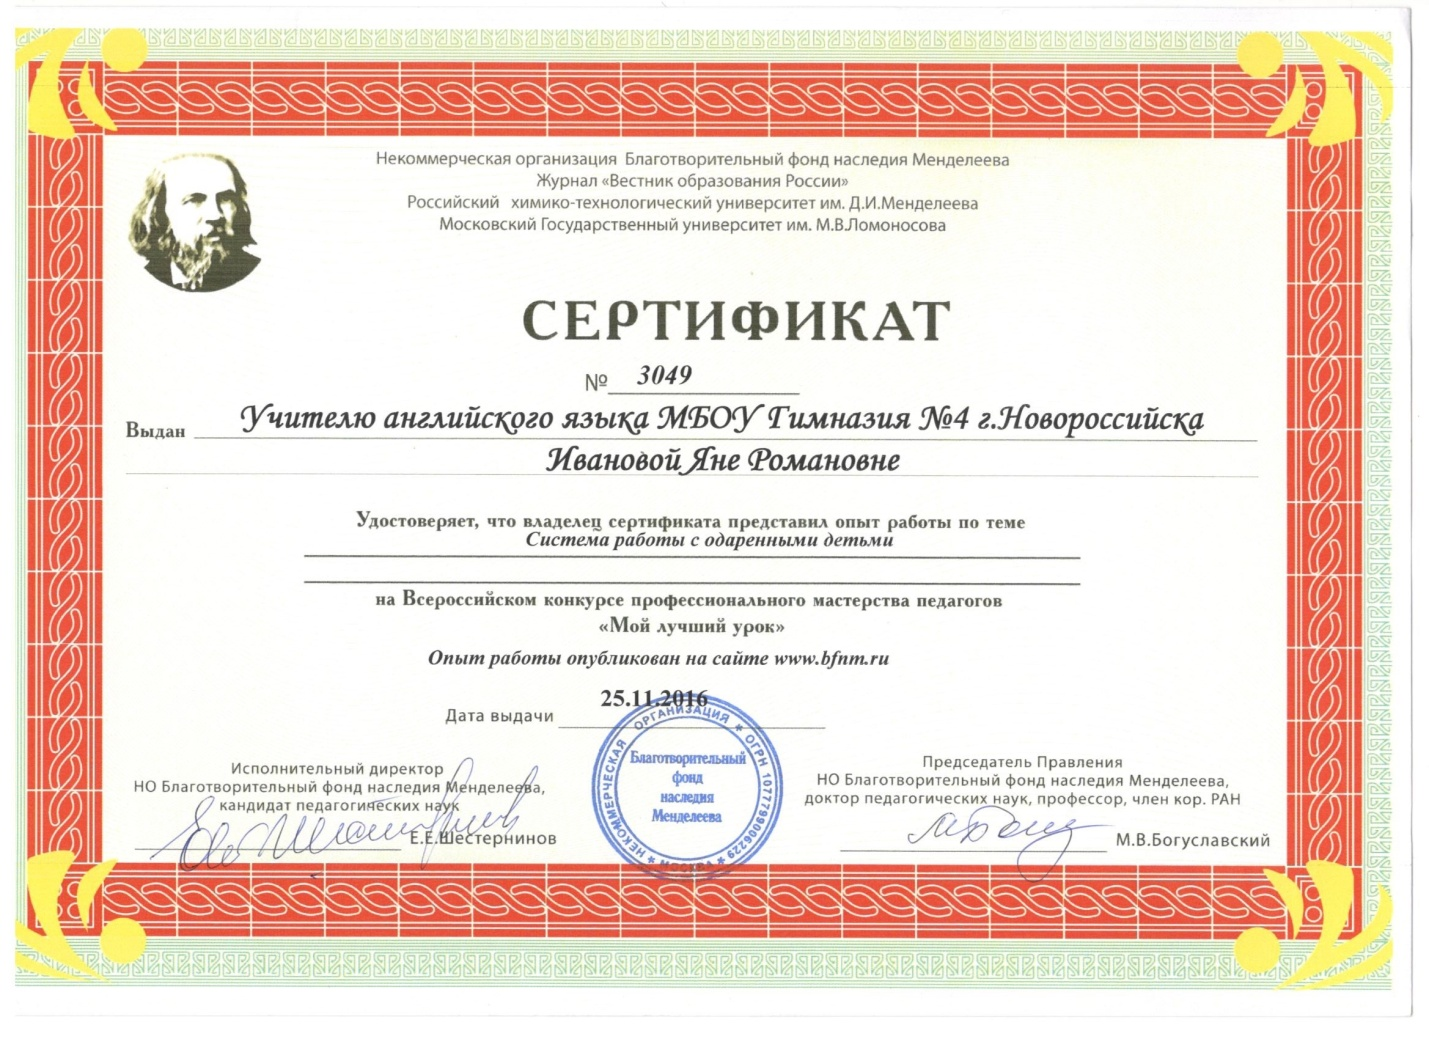 Некоммерческая организация Благотворительный фонд наследия Менделеева
Журнал «Вестник образования России»
Российский химико-технологический университет им. Д.И.Менделеева
Московский Государственный университет им. М.В.Ломоносова
СЕРТИФИКАТ
№ 3049
Выдан Учителю английского языка МБОУ Гимназия №4 г.Новороссийска
Ивановой Яне Романовне
Удостоверяет, что владелец сертификата представил опыт работы по теме
Система работы с одаренными детьми
на Всероссийском конкурсе профессионального мастерства педагогов
«Мой лучший урок»
Опыт работы опубликован на сайте www.bfnm.ru
Дата выдачи 25.11.2016
Исполнительный директор
НО Благотворительный фонд наследия Менделеева,
кандидат педагогических наук
Е.Е.Шестернинов
НЕКОММЕРЧЕСКАЯ ОРГАНИЗАЦИЯ * ОГРН 1077799006229 * МОСКВА *
Благотворительный
фонд
наследия
Менделеева
Председатель Правления
НО Благотворительный фонд наследия Менделеева,
доктор педагогических наук, профессор, член кор. РАН
М.В.Богуславский